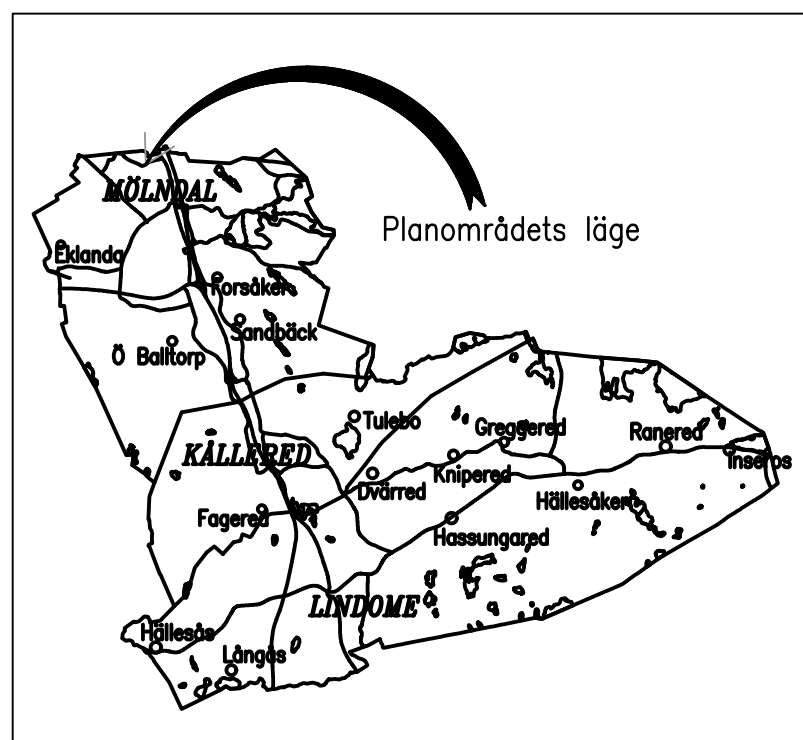 MÖLNDAL
Planområdets läge
Eklanda
Forsåker
Sandbäck
Ö Balltorp
Tulebo
Greggered
Ranered
KÅLLERED
Inseros
Knipered
Dvärred
Hällesåker
Fagered
Hassungared
LINDOME
Hällesås
Långås